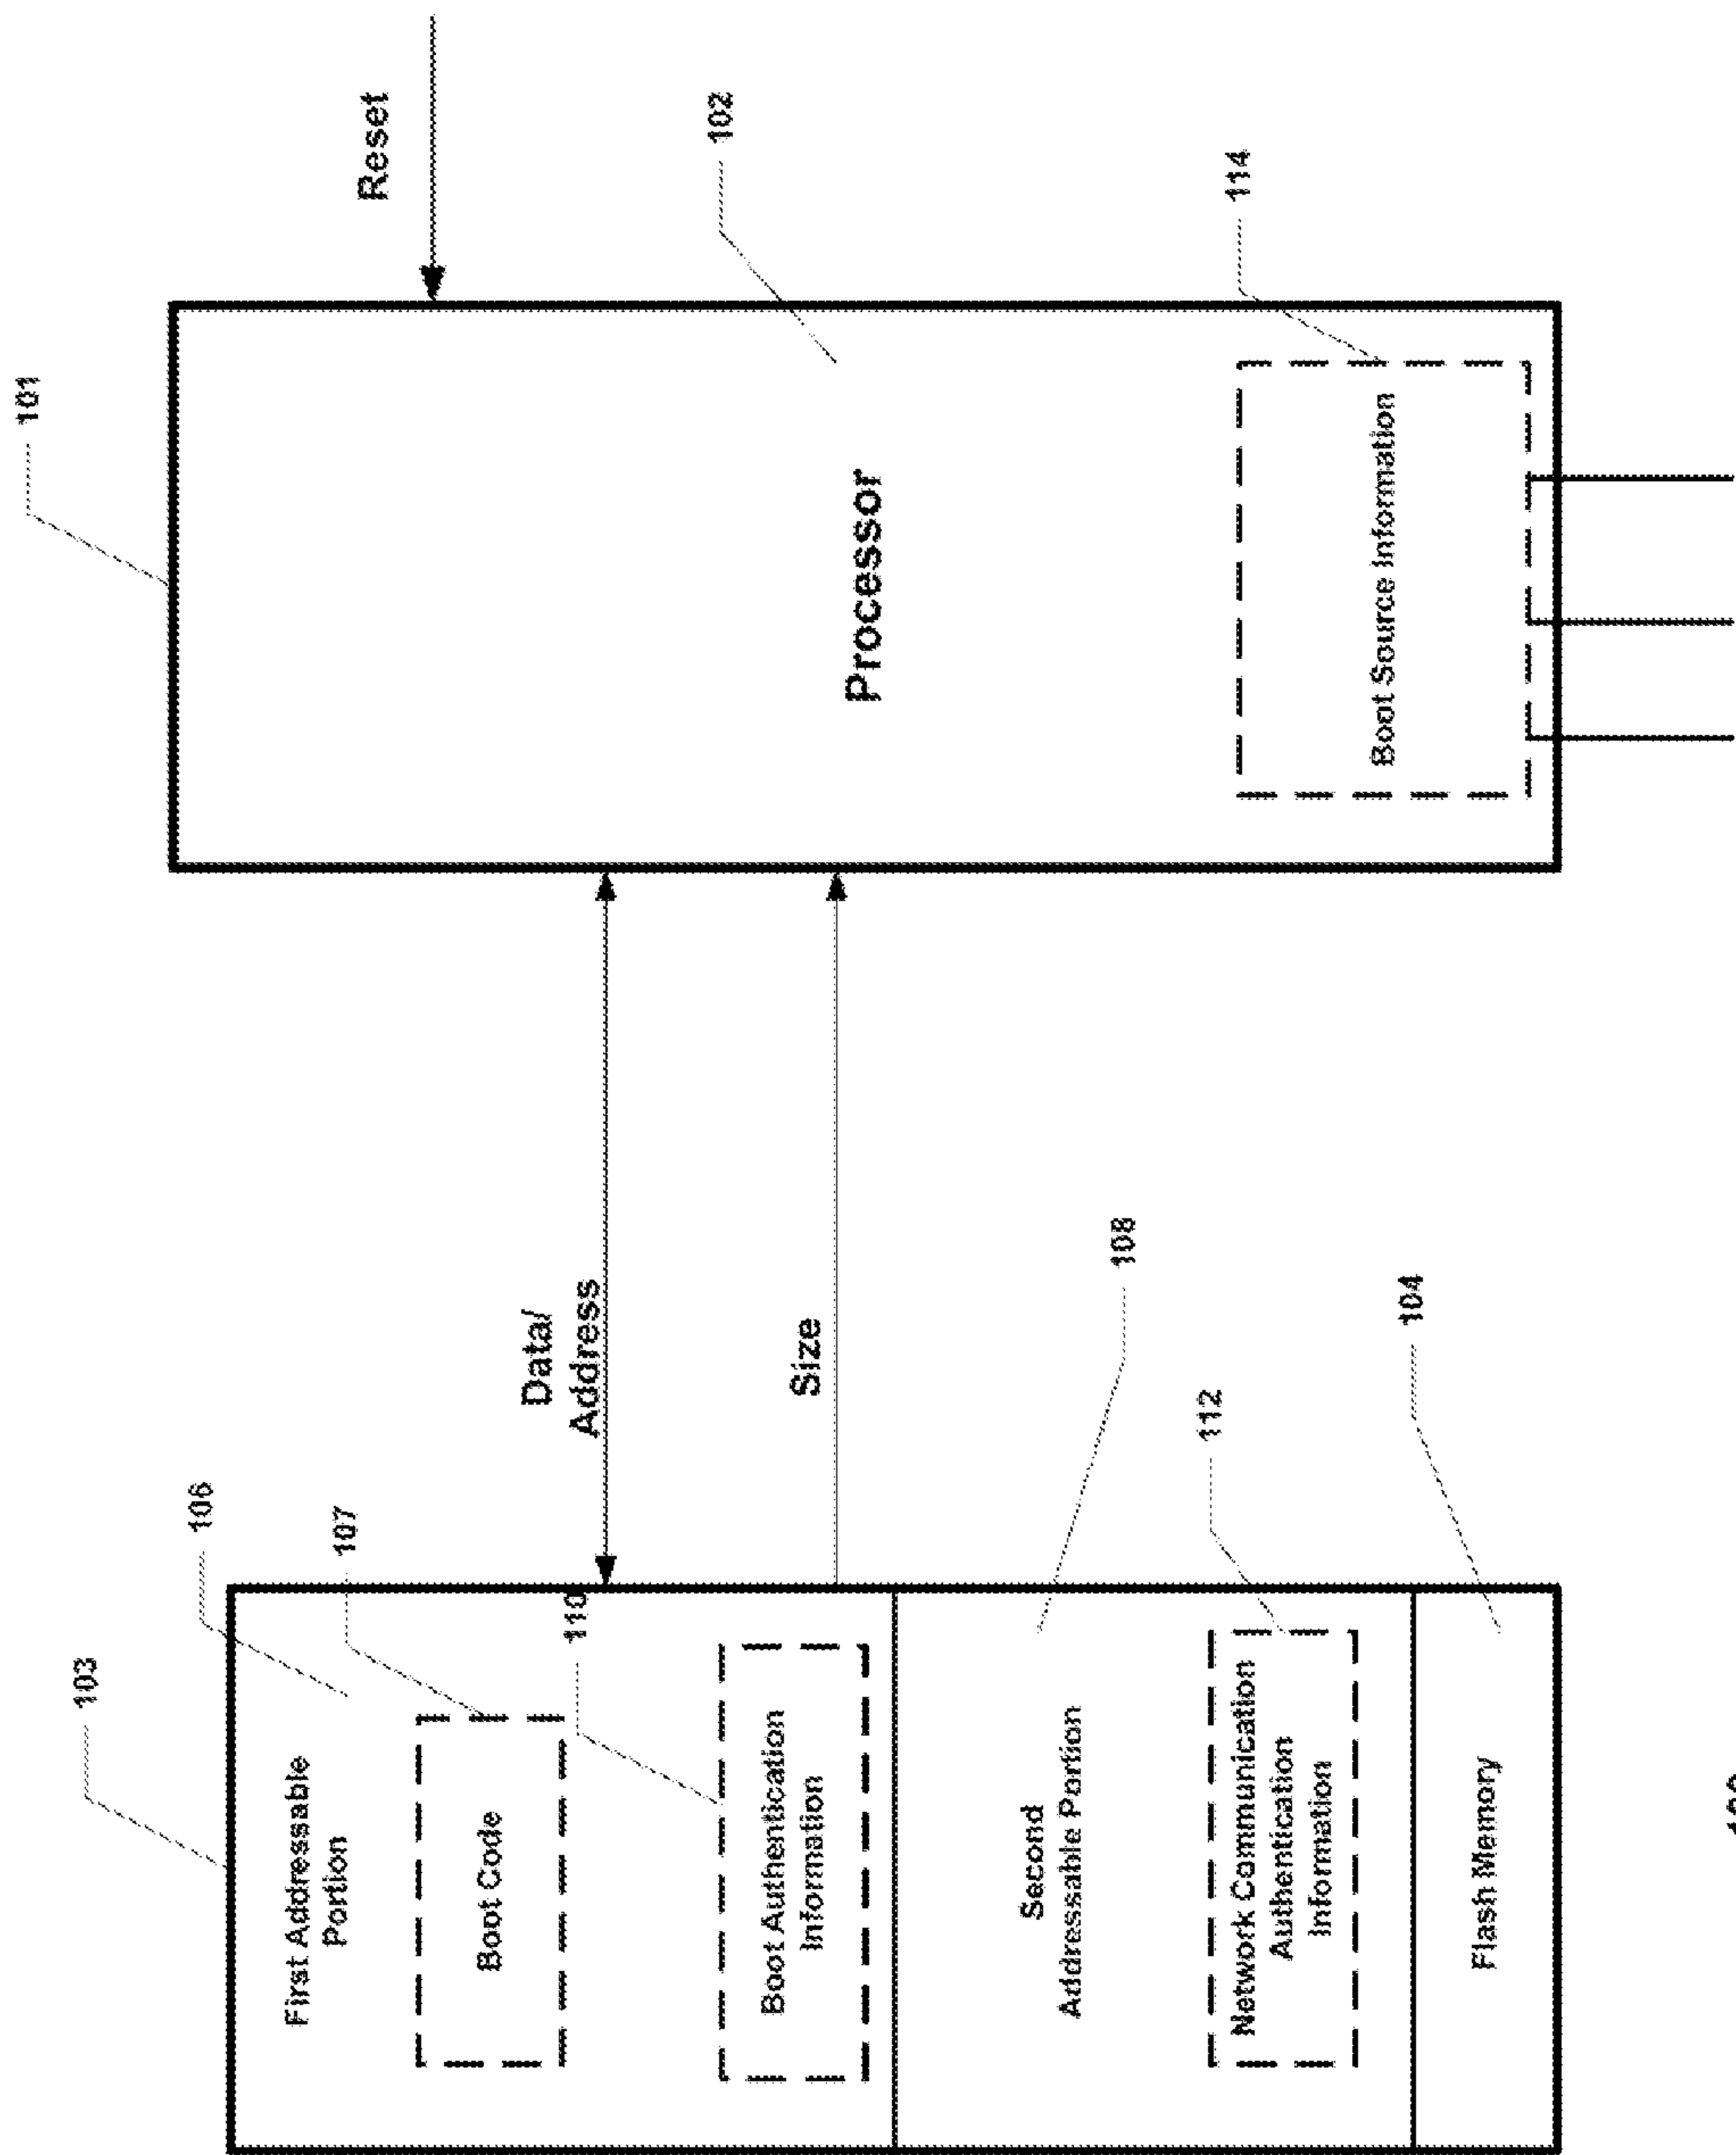 103
106
First Addressable
Portion
107
Boot Code
110
Boot Authentication
Information
108
Second
Addressable Portion
112
Network Communication
Authentication
Information
104
Flash Memory
Data/
Address
Size
101
Reset
102
Processor
114
Boot Source Information